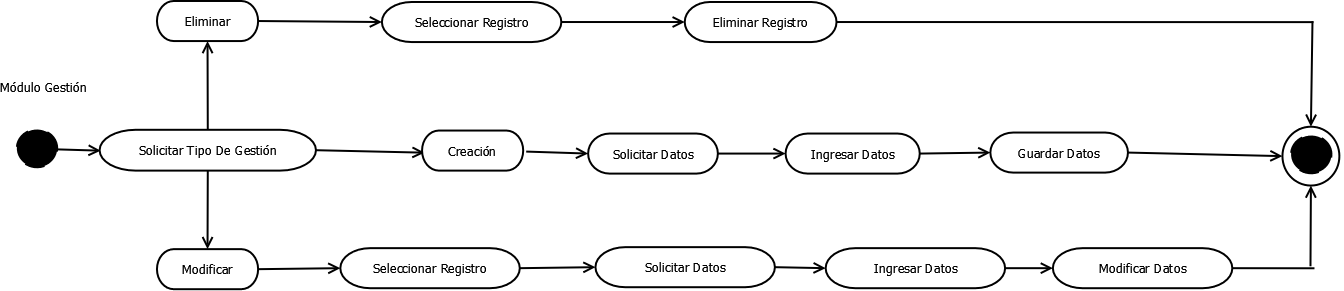 Eliminar
Seleccionar Registro
Eliminar Registro
Módulo Gestión
Solicitar Tipo De Gestión
Creación
Solicitar Datos
Ingresar Datos
Guardar Datos
Modificar
Seleccionar Registro
Solicitar Datos
Ingresar Datos
Modificar Datos